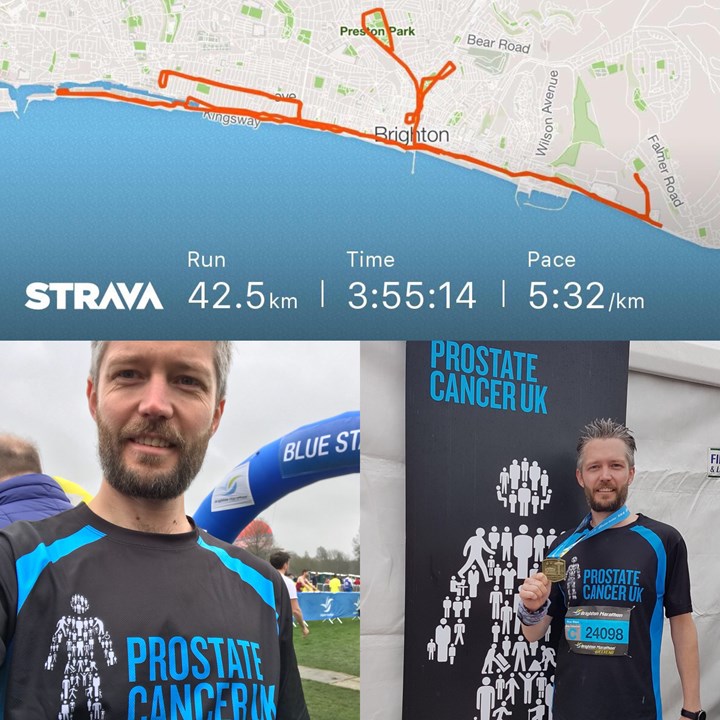 Preston Park
Bear Road
Wilson Avenue
Kingsway
Brighton
Falmer Road
Run
Time
Pace
STRAVA
42.5km
3:55:14
5:32/km
BLUE ST
PROSTATE
CANCER UK
PROSTATE
CANCER UK
PROSTATE
CANCER UK
Brighton Marathon
C 24098
Brighton Marathon